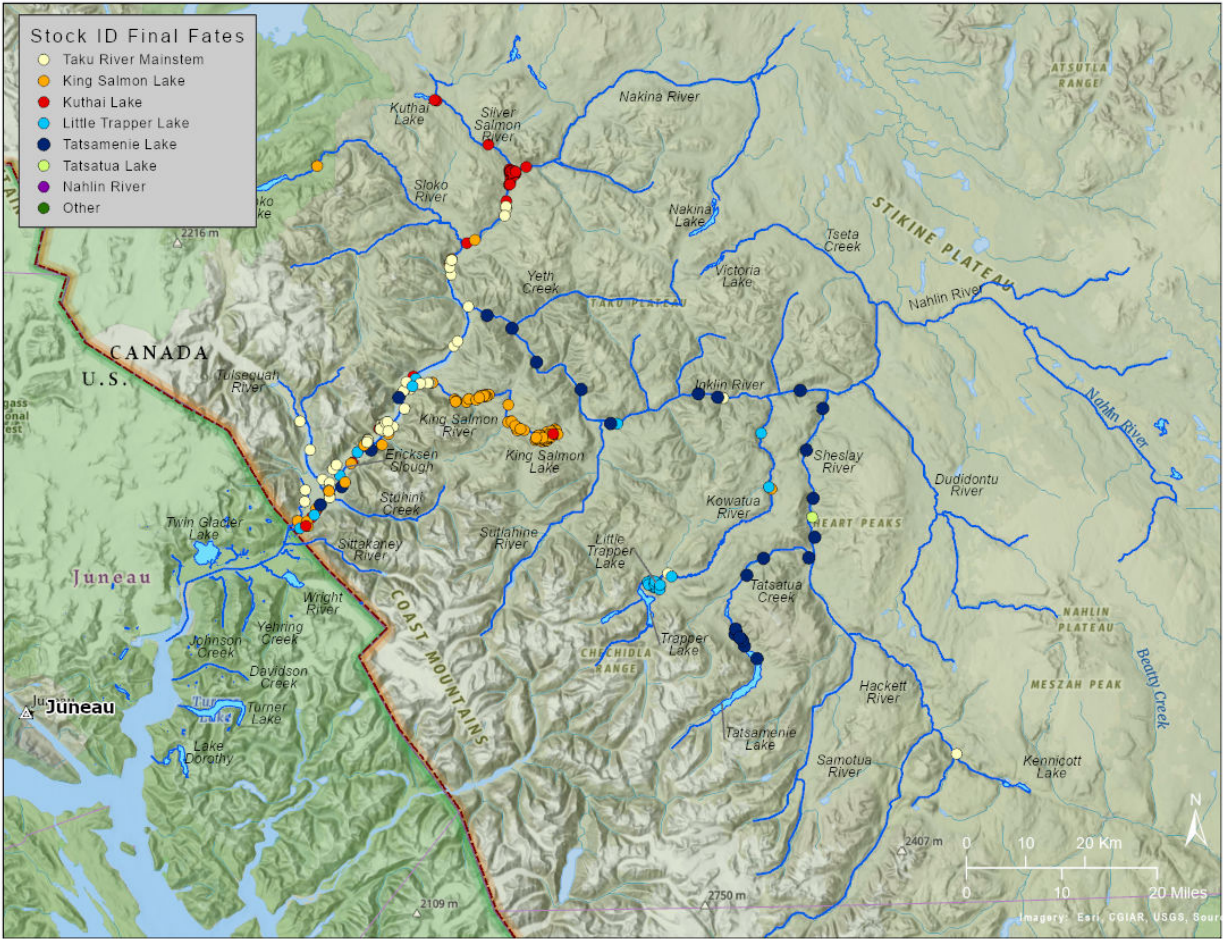 Stock ID Final Fates
Taku River Mainstem
King Salmon Lake
Kuthai Lake
Little Trapper Lake
Tatsamenie Lake
Tatsatua Lake
Nahlin River
Other
ATSUTLA
RANGE
Nakina River
Kuthai
Lake
Silver
Salmon
River
Sloko
River
Nakina
Lake
2216 m
STIKINE PLATEAU
Tseta
Creek
Victoria
Lake
Yeth
Creek
TAKU PLATEAU
Nahlin River
CANADA
U.S.
Tulsequah
River
Inklin River
Nahlin River
King Salmon
River
King Salmon
Lake
Ericksen
Slough
Sheslay
River
Dudidontu
River
Stuhini
Creek
Kowatua
River
HEART PEAKS
Twin Glacier
Lake
Sittakaney
River
Sutlahine
River
Little
Trapper
Lake
Juneau
Wright
River
Tatsatua
Creek
COAST MOUNTAINS
NAHLIN
PLATEAU
Yehring
Creek
Johnson
Creek
CHECHIDLA
RANGE
Trapper
Lake
Beatty Creek
Davidson
Creek
Hackett
River
MESZAH PEAK
Juneau
Turner
Lake
Tatsamenie
Lake
Lake
Dorothy
Samotua
River
Kennicott
Lake
N
0 10 20 Km
2407 m
0 10 20 Miles
2750 m
2109 m
Imagery: Esri, CGIAR, USGS,